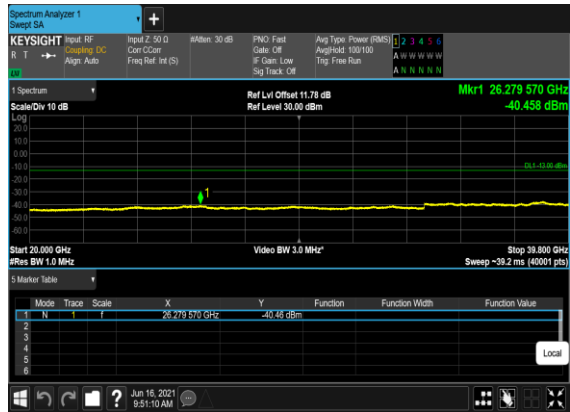 Spectrum Analyzer 1
Swept SA
+
KEYSIGHT Input: RF Input Z: 50 Ω #Atten: 30 dB PNO: Fast Avg Type: Power (RMS) 1 2 3 4 5 6
R T Coupling: DC Corr CCorr Gate: Off Avg|Hold: 100/100 A W W W W W
Align: Auto Freq Ref: Int (S) IF Gain: Low Trig: Free Run
Sig Track: Off A N N N N N
LXI
1 Spectrum Ref Lvl Offset 11.78 dB Mkr1 26.279 570 GHz
Scale/Div 10 dB Ref Level 30.00 dBm -40.458 dBm
Log
20.0
10.0
0.00
-10.0 DL1 -13.00 dBm
-20.0
-30.0 1
-40.0
-50.0
-60.0
Start 20.000 GHz Video BW 3.0 MHz* Stop 39.800 GHz
#Res BW 1.0 MHz Sweep ~39.2 ms (40001 pts)
5 Marker Table
Mode Trace Scale X Y Function Function Width Function Value
1 N 1 f 26.279 570 GHz -40.46 dBm
2
3
4
5
6
Local
? Jun 16, 2021
9:51:10 AM